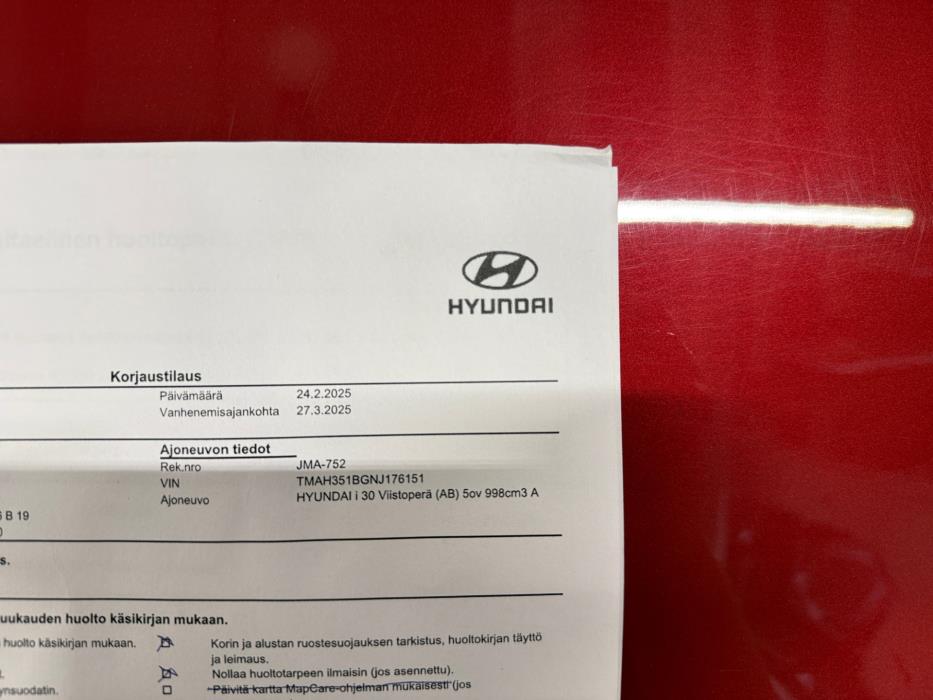 HYUNDAI
Korjaustilaus
Päivämäärä 24.2.2025
Vanhenemisajankohta 27.3.2025
Ajoneuvon tiedot
Rek.nro JMA-752
VIN TMAH351BGNJ176151
Ajoneuvo HYUNDAI i 30 Viistoperä (AB) 5ov 998cm3 A
B 19
s.
uukauden huolto käsikirjan mukaan.
huolto käsikirjan mukaan. Korin ja alustan ruostesuojauksen tarkistus, huoltokirjan täyttö
ja leimaus.
Nollaa huoltotarpeen ilmaisin (jos asennettu).
ynsuodatin. Päivitä kartta MapCare-ohjelman mukaisesti (jos